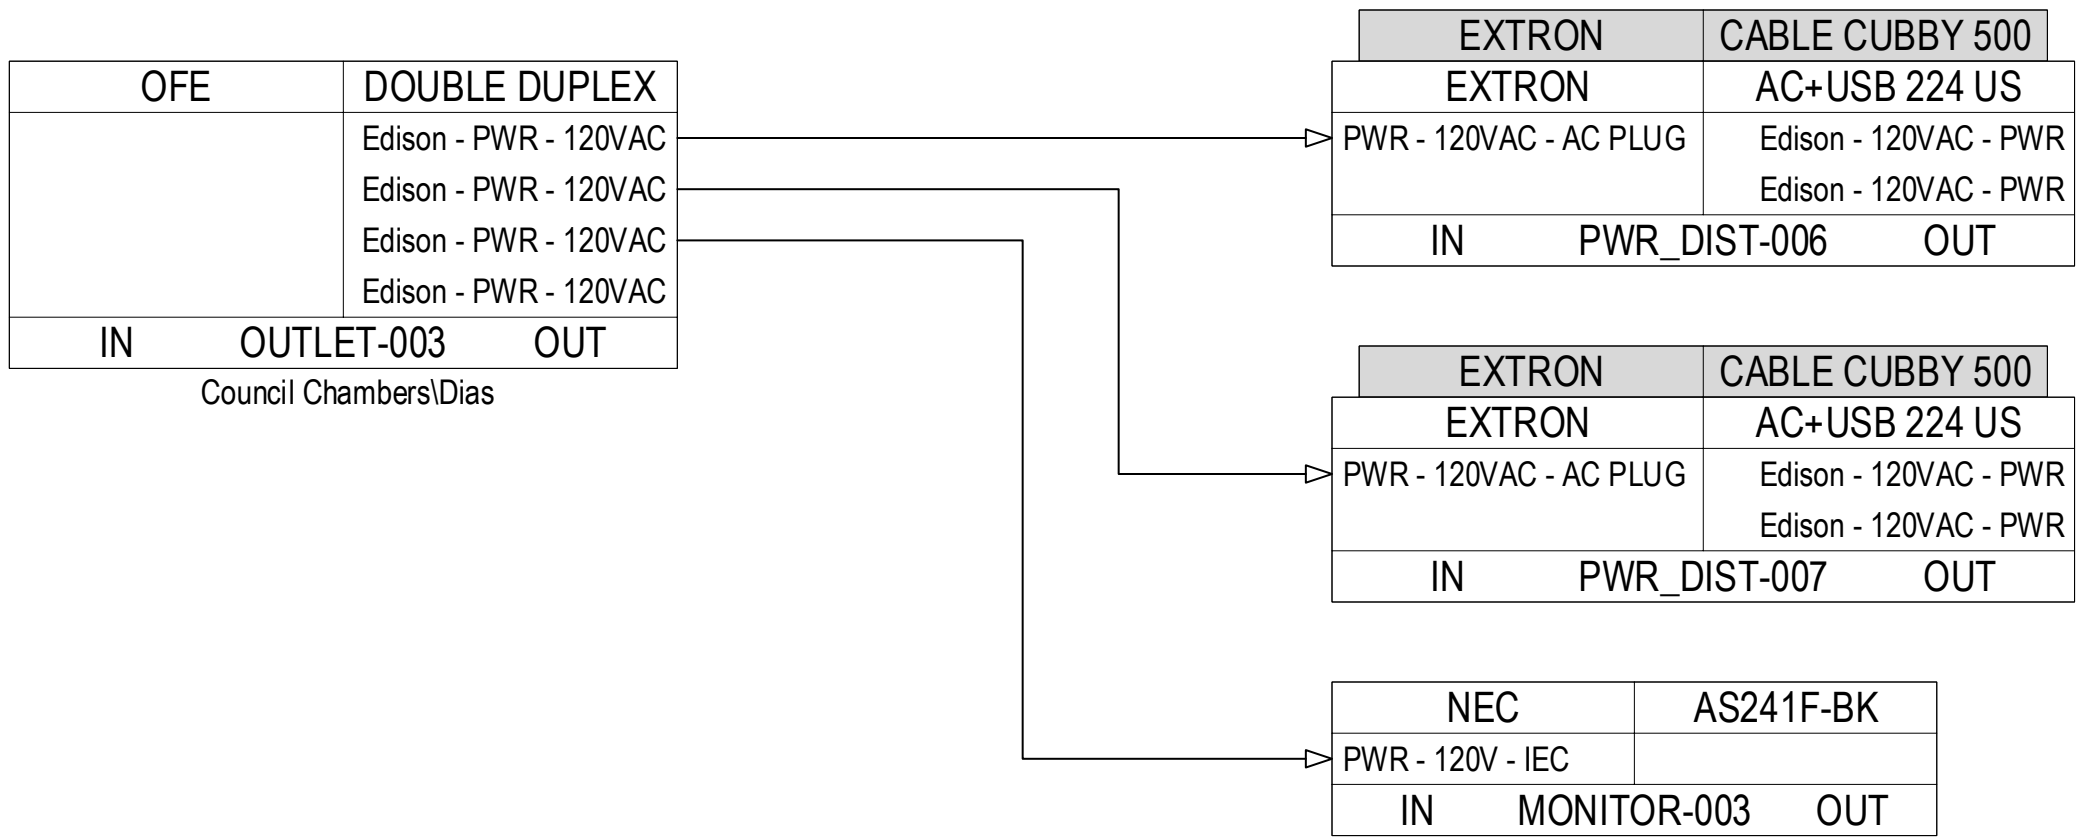 OFE DOUBLE DUPLEX
Edison - PWR - 120VAC
Edison - PWR - 120VAC
Edison - PWR - 120VAC
Edison - PWR - 120VAC
IN OUTLET-003 OUT
Council Chambers\Dias
EXTRON CABLE CUBBY 500
EXTRON AC+USB 224 US
PWR - 120VAC - AC PLUG Edison - 120VAC - PWR
Edison - 120VAC - PWR
IN PWR_DIST-006 OUT
EXTRON CABLE CUBBY 500
EXTRON AC+USB 224 US
PWR - 120VAC - AC PLUG Edison - 120VAC - PWR
Edison - 120VAC - PWR
IN PWR_DIST-007 OUT
NEC AS241F-BK
PWR - 120V - IEC
IN MONITOR-003 OUT